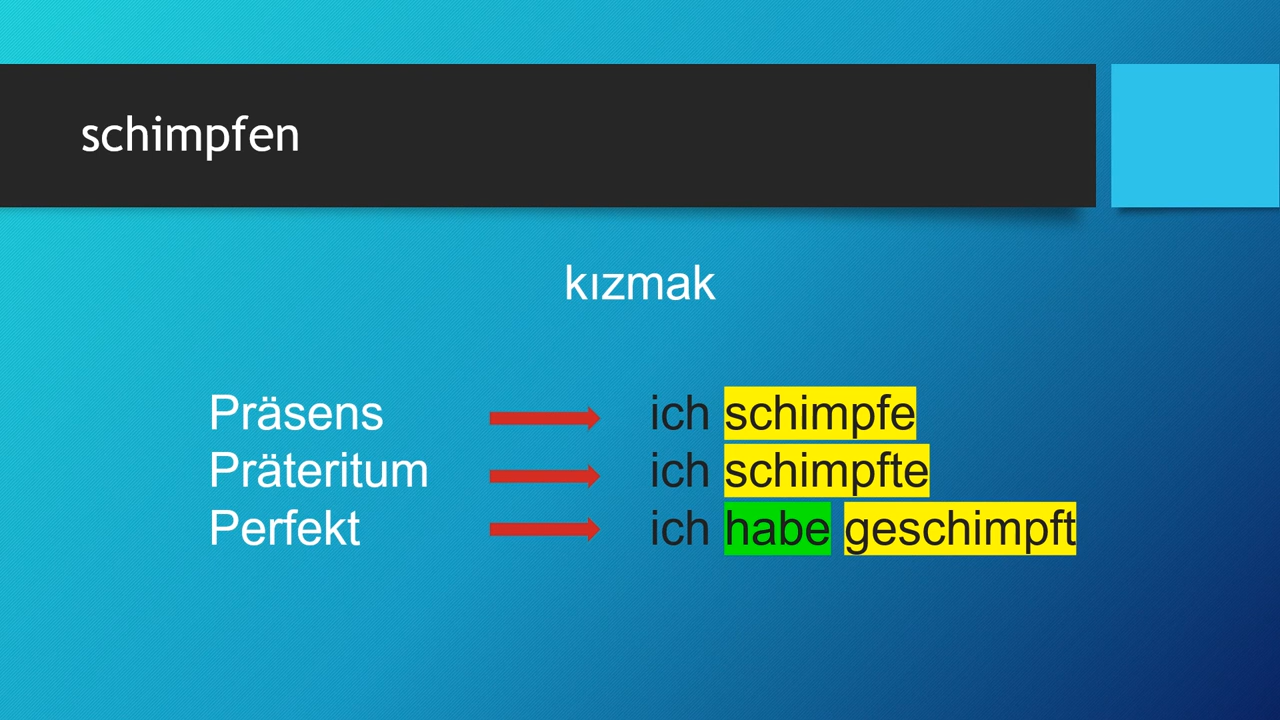 schimpfen
kızmak
Präsens ich schimpfe
Präteritum ich schimpfte
Perfekt ich habe geschimpft